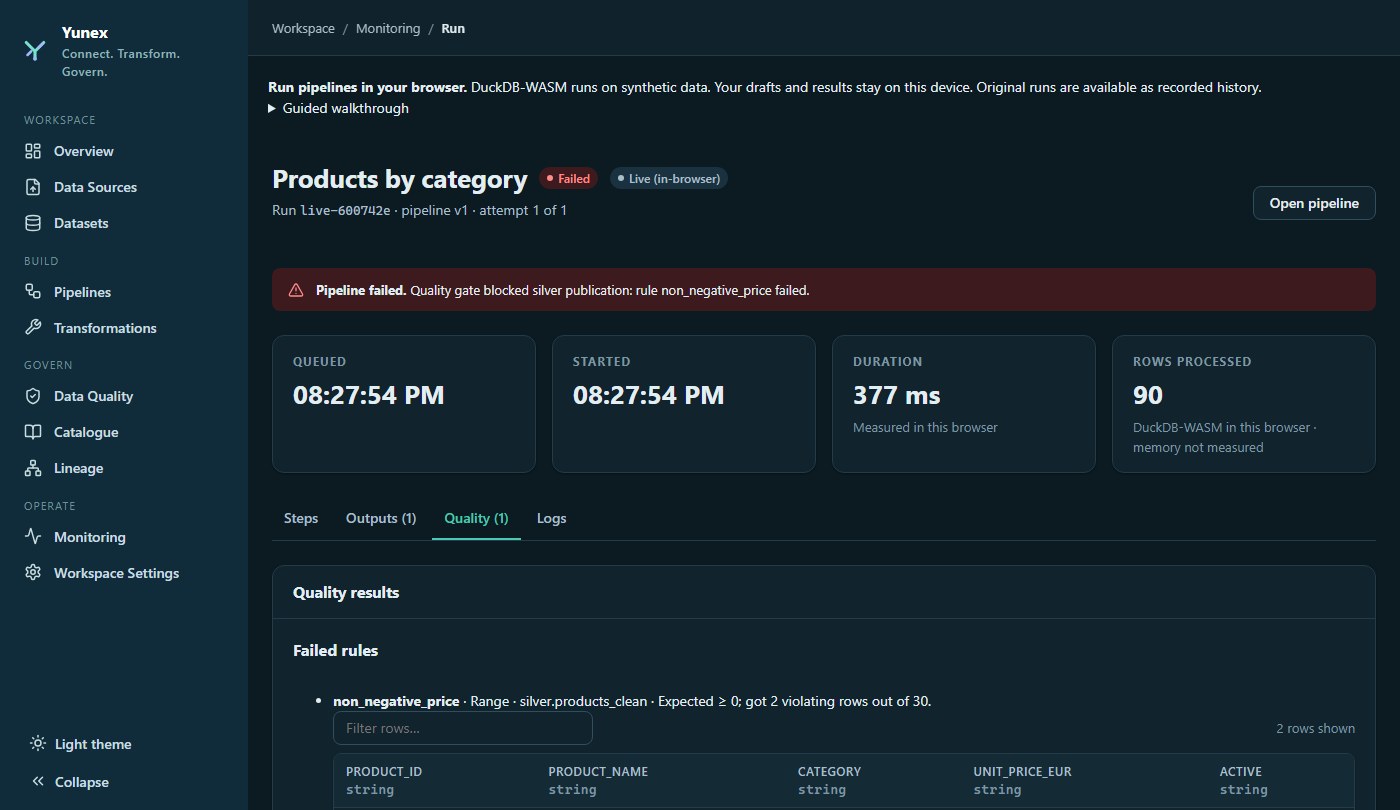 Yunex
Connect. Transform.
Govern.
WORKSPACE
Overview
Data Sources
Datasets
BUILD
Pipelines
Transformations
GOVERN
Data Quality
Catalogue
Lineage
OPERATE
Monitoring
Workspace Settings
Light theme
Collapse
Workspace / Monitoring / Run
Run pipelines in your browser. DuckDB-WASM runs on synthetic data. Your drafts and results stay on this device. Original runs are available as recorded history.
Guided walkthrough
Products by category Failed Live (in-browser)
Run live-600742e · pipeline v1 · attempt 1 of 1
Open pipeline
Pipeline failed. Quality gate blocked silver publication: rule non_negative_price failed.
QUEUED
08:27:54 PM
STARTED
08:27:54 PM
DURATION
377 ms
Measured in this browser
ROWS PROCESSED
90
DuckDB-WASM in this browser ·
memory not measured
Steps Outputs (1) Quality (1) Logs
Quality results
Failed rules
• non_negative_price · Range · silver.products_clean · Expected ≥ 0; got 2 violating rows out of 30.
Filter rows...
2 rows shown
PRODUCT_ID PRODUCT_NAME CATEGORY UNIT_PRICE_EUR ACTIVE
string string string string string